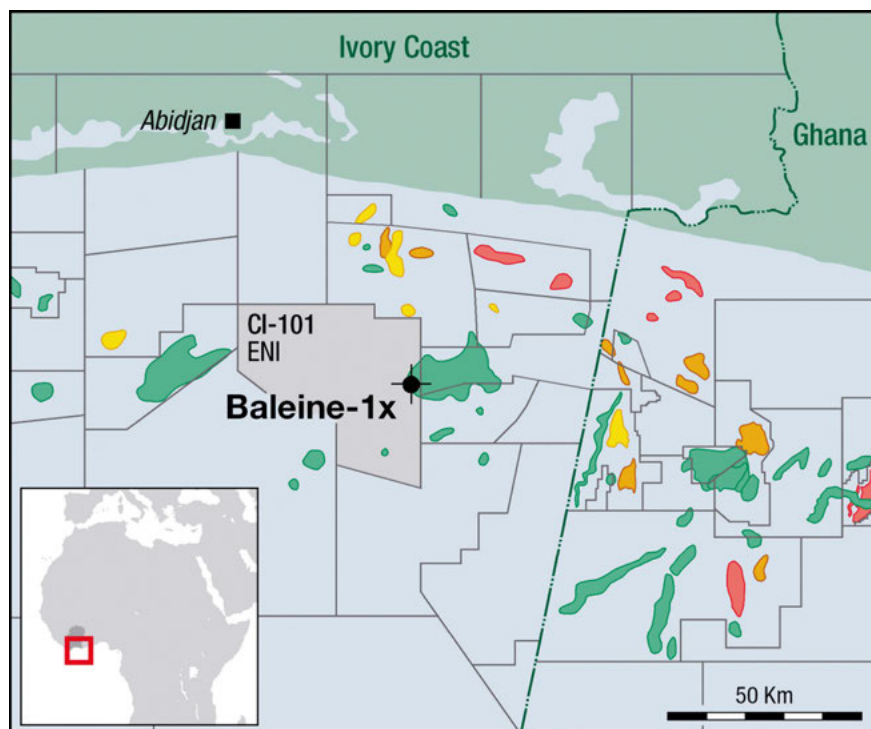 Ivory Coast
Abidjan
Ghana
CI-101
ENI
Baleine-1x
50 Km